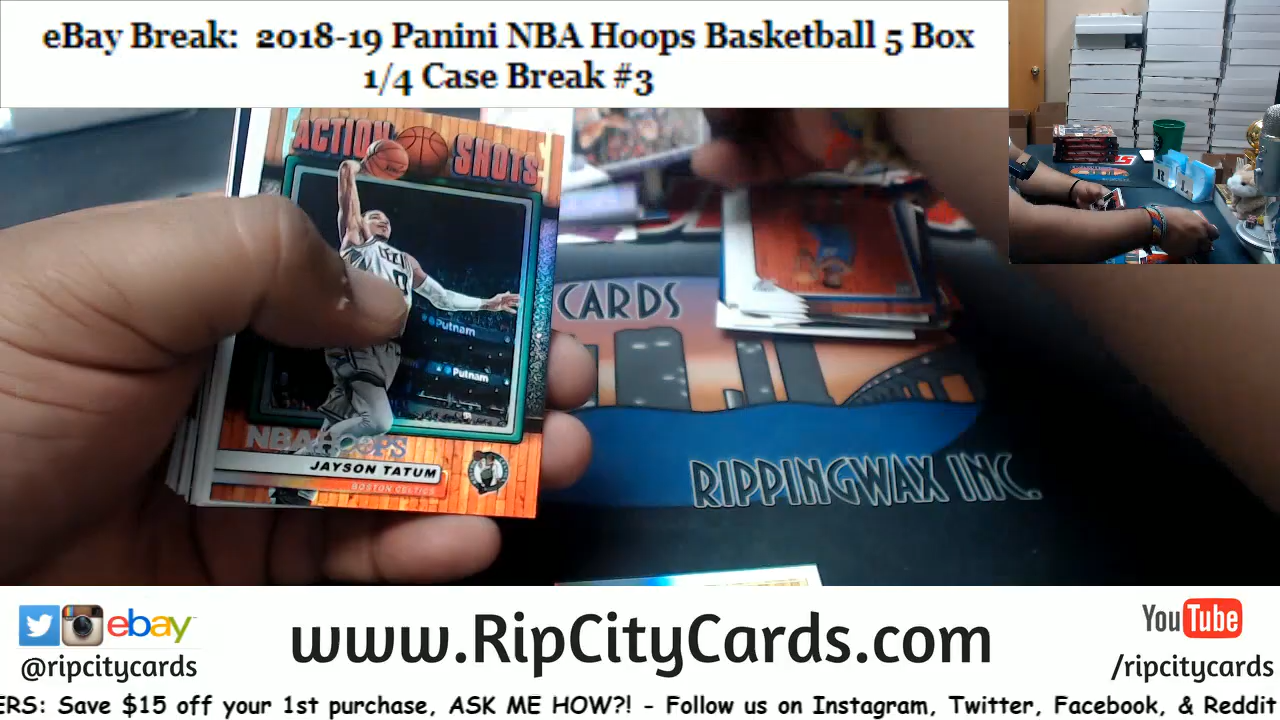 eBay Break: 2018-19 Panini NBA Hoops Basketball 5 Box
1/4 Case Break #3
ACTION SHOTS
Putnam
Putnam
NBA HOOPS
JAYSON TATUM
BOSTON CELTICS
CARDS
RIPPINGWAX INC.
ebay
@ripcitycards
www.RipCityCards.com
YouTube
/ripcitycards
ERS: Save $15 off your 1st purchase, ASK ME HOW?! - Follow us on Instagram, Twitter, Facebook, & Reddit